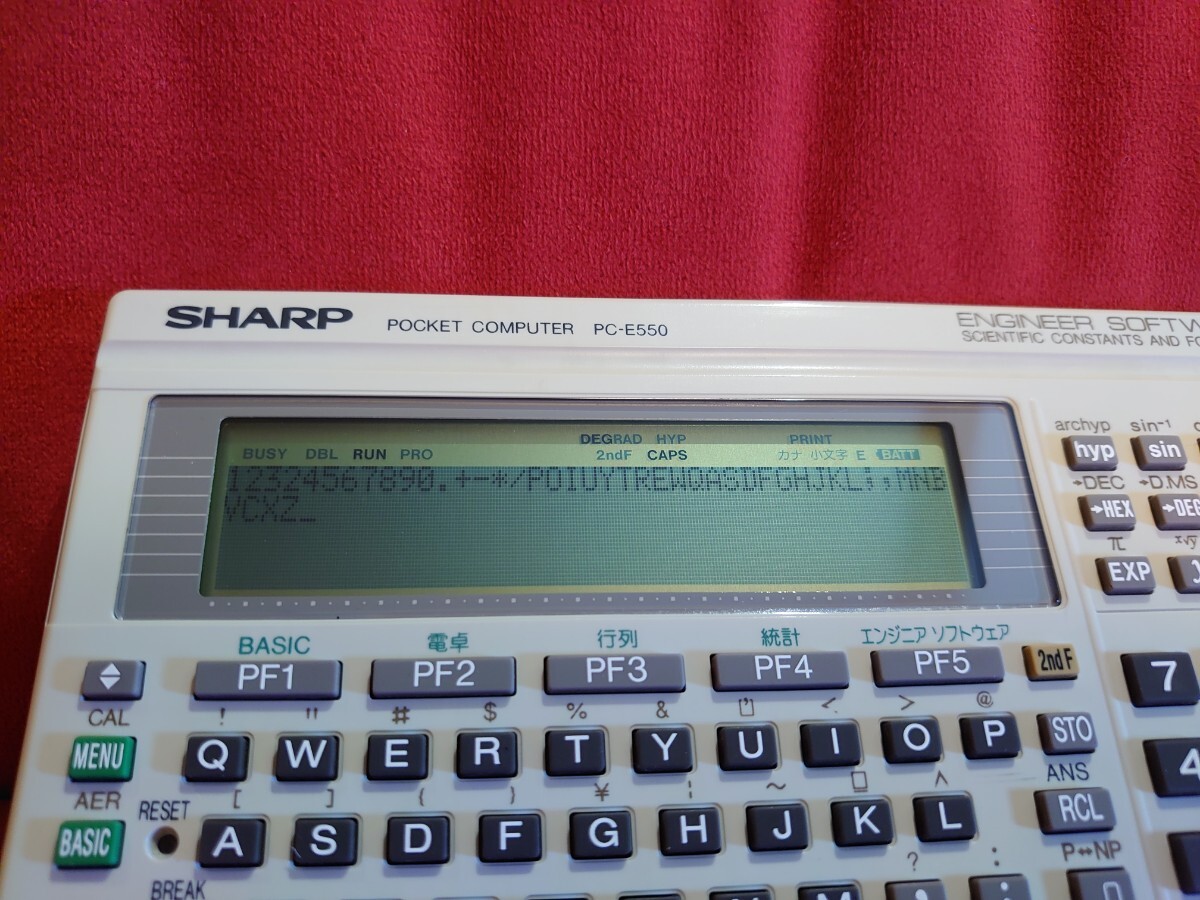 SHARP POCKET COMPUTER PC-E550
ENGINEER SOFTW
SCIENTIFIC CONSTANTS AND FO
DEGRAD HYP PRINT
BUSY DBL RUN PRO 2ndF CAPS カナ 小文字 E BATT
12324567890.+-*/POIUYTREWQASDFGHJKL;;MNB
VCXZ_
archyp sin⁻¹
hyp sin
→DEC →D.MS
→HEX →DEG
π ˣ√y
EXP
BASIC 電卓 行列 統計 エンジニア ソフトウェア
PF1 PF2 PF3 PF4 PF5 2nd F
7
CAL ! " # $ % & < > @
MENU Q W E R T Y U I O P STO
4
AER [ ] { } ¥ ¦ ~ □ ^ ANS
RESET
BASIC A S D F G H J K L RCL
BREAK ? : P↔NP
M